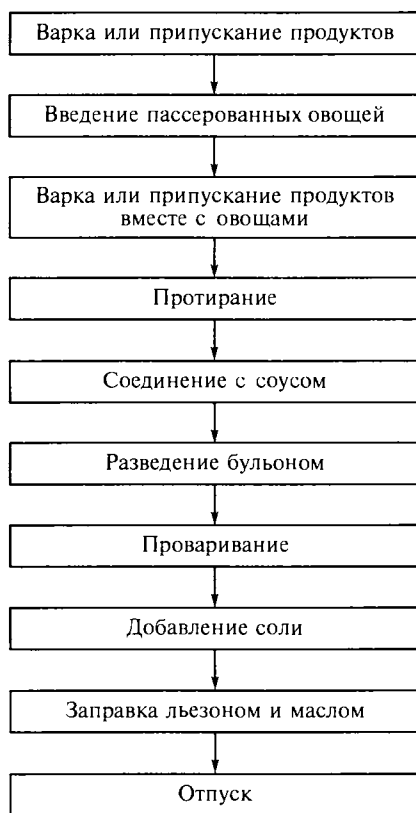 Варка или припускание продуктов
Введение пассерованных овощей
Варка или припускание продуктов
вместе с овощами
Протирание
Соединение с соусом
Разведение бульоном
Проваривание
Добавление соли
Заправка льезоном и маслом
Отпуск